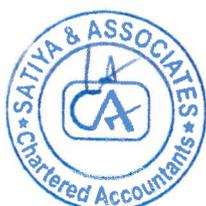 SATIYA & ASSOCIATES
CA
★ Chartered Accountants ★